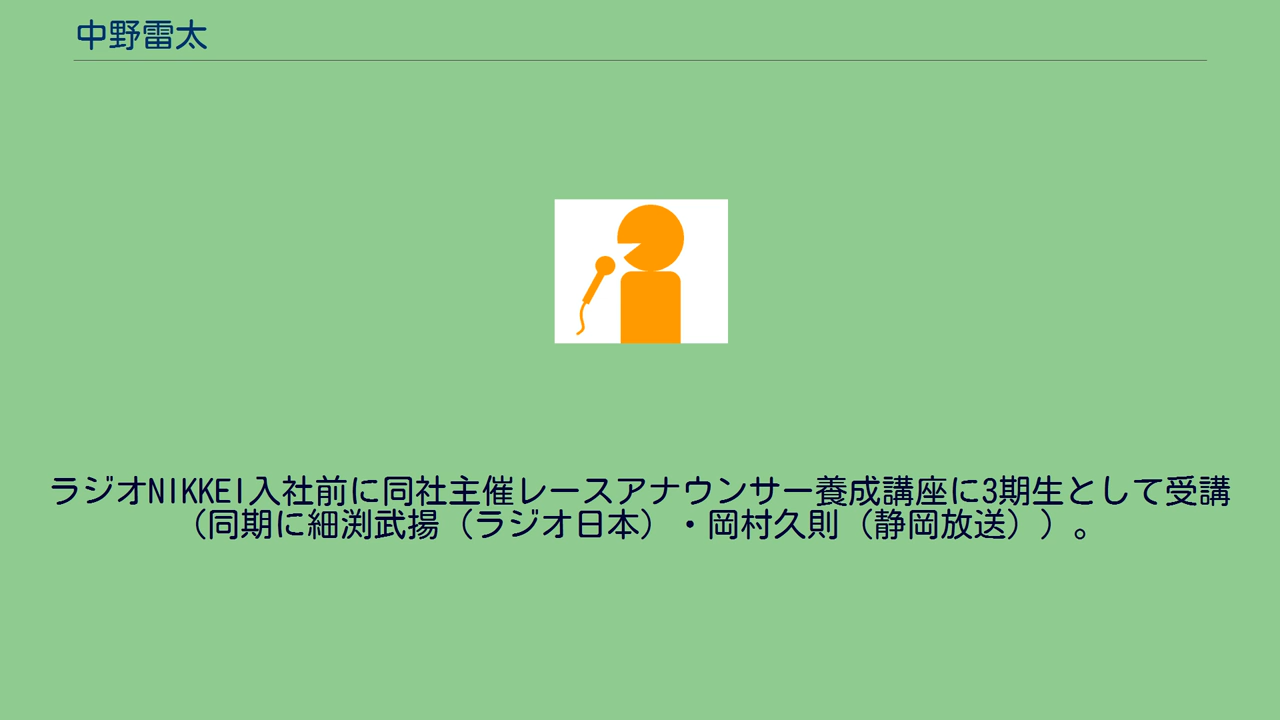 中野雷太
ラジオNIKKEI入社前に同社主催レースアナウンサー養成講座に3期生として受講
（同期に細渕武揚（ラジオ日本）・岡村久則（静岡放送））。